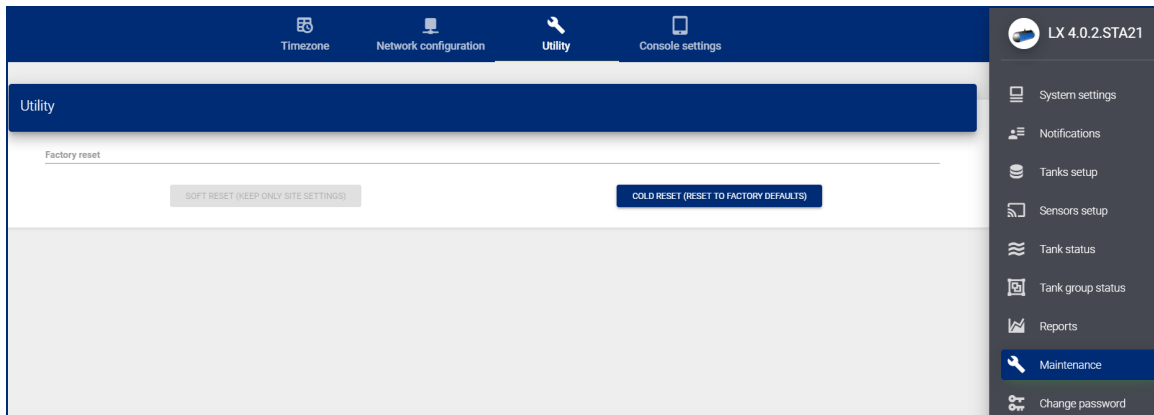 Timezone
Network configuration
Utility
Console settings
Utility
Factory reset
SOFT RESET (KEEP ONLY SITE SETTINGS)
COLD RESET (RESET TO FACTORY DEFAULTS)
LX 4.0.2.STA21
System settings
Notifications
Tanks setup
Sensors setup
Tank status
Tank group status
Reports
Maintenance
Change password